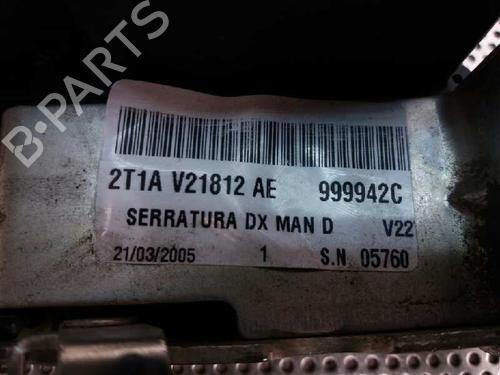 B-PARTS
2T1A V21812 AE 999942C
SERRATURA DX MAN D V22
21/03/2005 1 S.N 05760